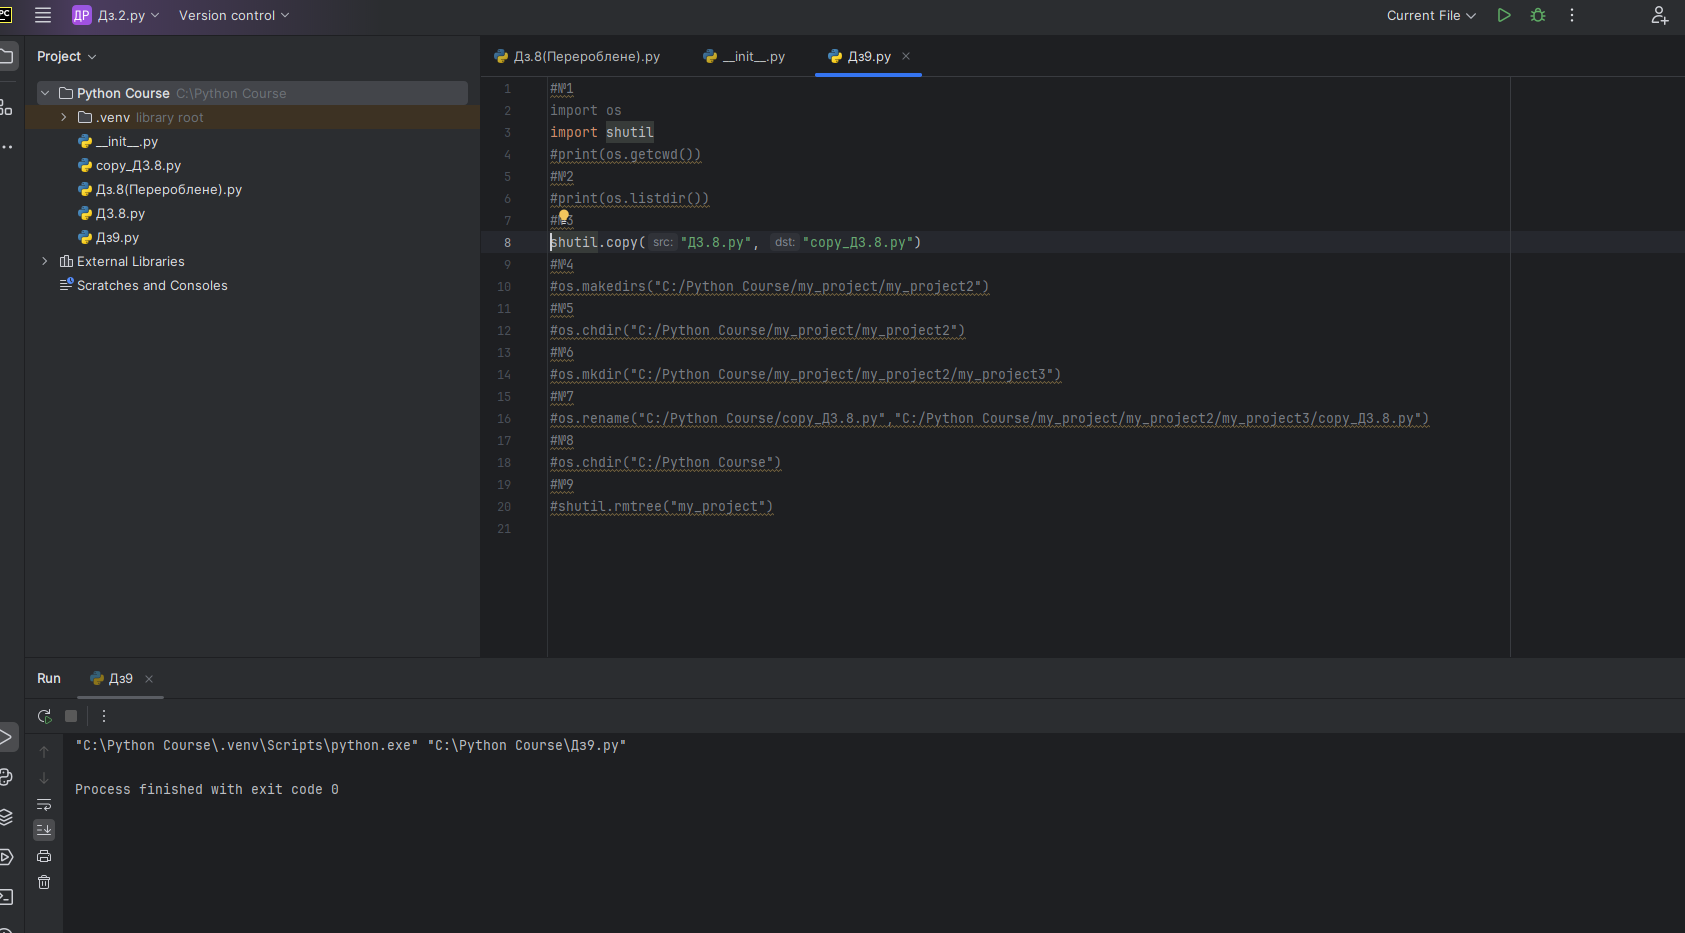 PC
ДР Дз.2.py Version control Current File
Project
Дз.8(Перероблене).py __init__.py Дз9.py
Python Course C:\Python Course
.venv library root
__init__.py
copy_ДЗ.8.py
Дз.8(Перероблене).py
ДЗ.8.py
Дз9.py
External Libraries
Scratches and Consoles
1 #№1
2 import os
3 import shutil
4 #print(os.getcwd())
5 #№2
6 #print(os.listdir())
7 #№3
8 shutil.copy( src: "ДЗ.8.py", dst: "copy_ДЗ.8.py")
9 #№4
10 #os.makedirs("C:/Python Course/my_project/my_project2")
11 #№5
12 #os.chdir("C:/Python Course/my_project/my_project2")
13 #№6
14 #os.mkdir("C:/Python Course/my_project/my_project2/my_project3")
15 #№7
16 #os.rename("C:/Python Course/copy_ДЗ.8.py","C:/Python Course/my_project/my_project2/my_project3/copy_ДЗ.8.py")
17 #№8
18 #os.chdir("C:/Python Course")
19 #№9
20 #shutil.rmtree("my_project")
21
Run Дз9
"C:\Python Course\.venv\Scripts\python.exe" "C:\Python Course\Дз9.py"
Process finished with exit code 0